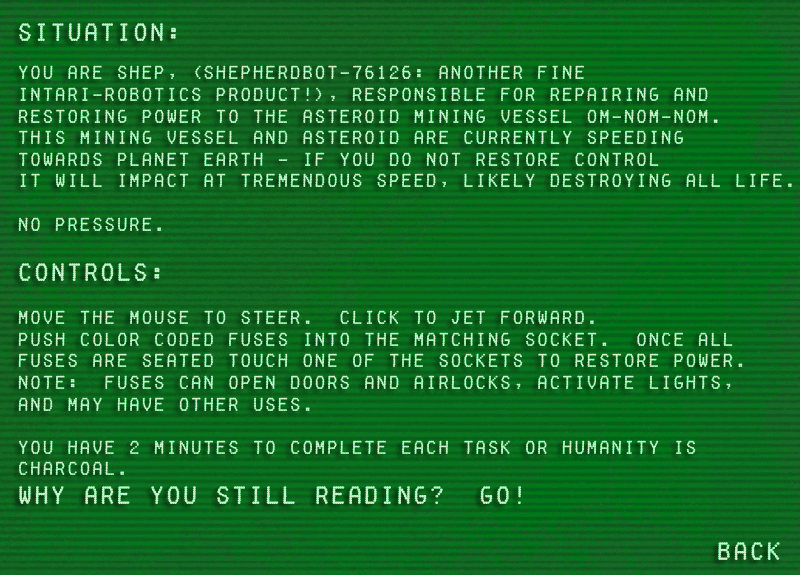 SITUATION:
YOU ARE SHEP, (SHEPHERDBOT-76126: ANOTHER FINE
INTARI-ROBOTICS PRODUCT!), RESPONSIBLE FOR REPAIRING AND
RESTORING POWER TO THE ASTEROID MINING VESSEL OM-NOM-NOM.
THIS MINING VESSEL AND ASTEROID ARE CURRENTLY SPEEDING
TOWARDS PLANET EARTH - IF YOU DO NOT RESTORE CONTROL
IT WILL IMPACT AT TREMENDOUS SPEED, LIKELY DESTROYING ALL LIFE.
NO PRESSURE.
CONTROLS:
MOVE THE MOUSE TO STEER.  CLICK TO JET FORWARD.
PUSH COLOR CODED FUSES INTO THE MATCHING SOCKET.  ONCE ALL
FUSES ARE SEATED TOUCH ONE OF THE SOCKETS TO RESTORE POWER.
NOTE:  FUSES CAN OPEN DOORS AND AIRLOCKS, ACTIVATE LIGHTS,
AND MAY HAVE OTHER USES.
YOU HAVE 2 MINUTES TO COMPLETE EACH TASK OR HUMANITY IS
CHARCOAL.
WHY ARE YOU STILL READING?  GO!
BACK